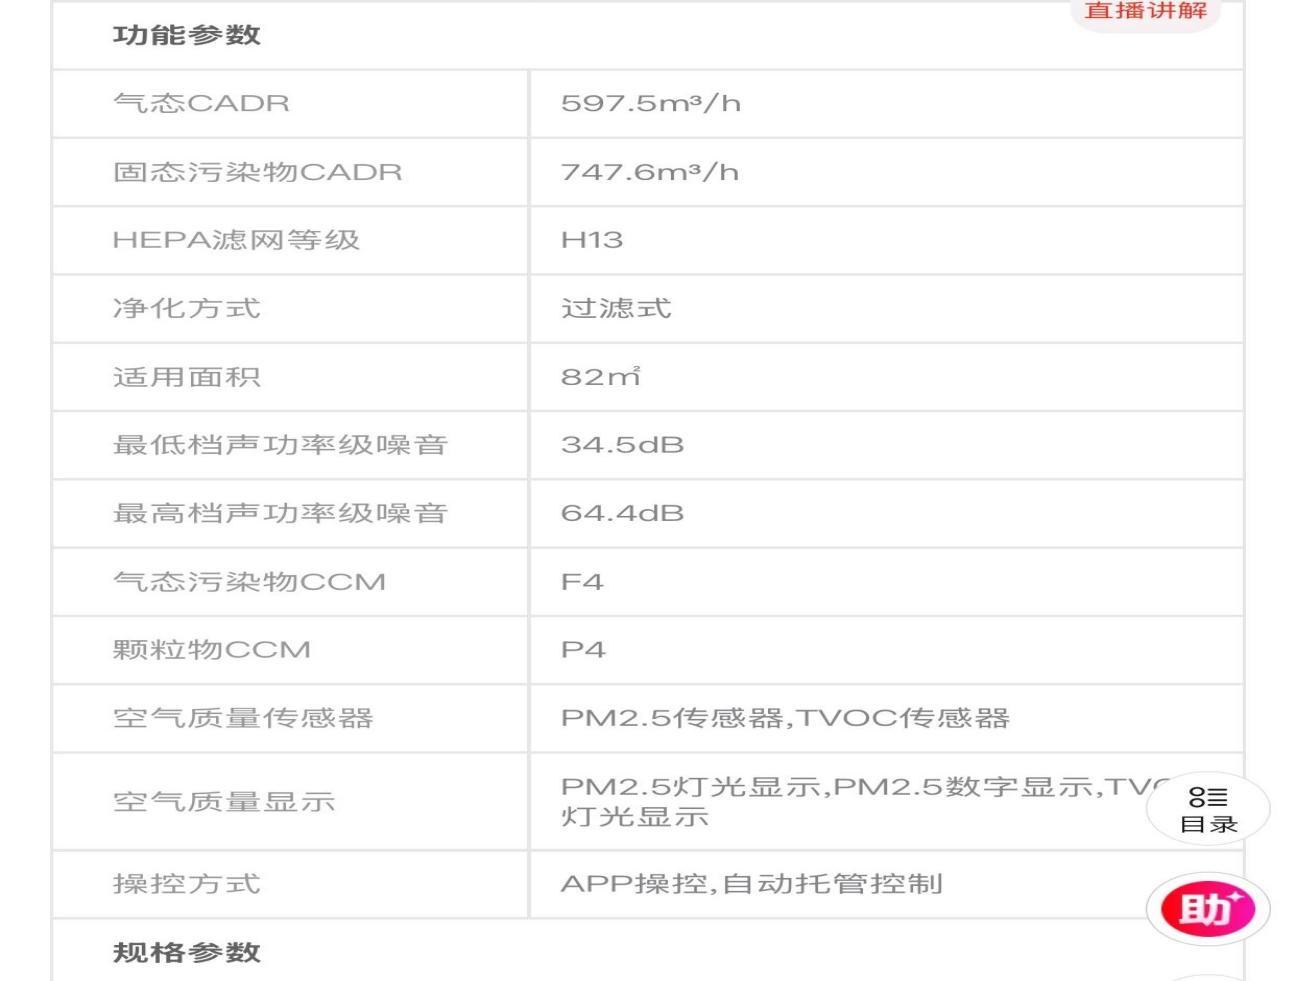 直播讲解
功能参数
气态CADR
597.5m³/h
固态污染物CADR
747.6m³/h
HEPA滤网等级
H13
净化方式
过滤式
适用面积
82㎡
最低档声功率级噪音
34.5dB
最高档声功率级噪音
64.4dB
气态污染物CCM
F4
颗粒物CCM
P4
空气质量传感器
PM2.5传感器,TVOC传感器
空气质量显示
PM2.5灯光显示,PM2.5数字显示,
灯光显示
目录
操控方式
APP操控,自动托管控制
助
规格参数